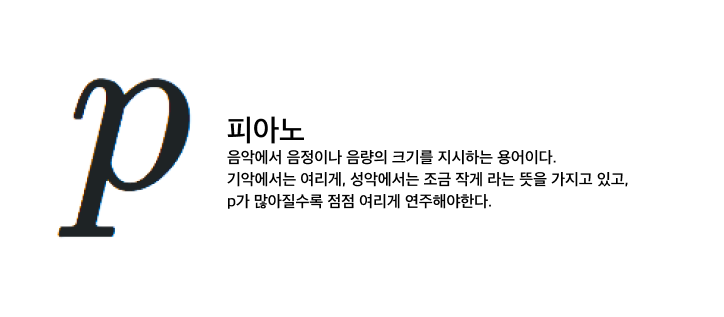 p
피아노
음악에서 음정이나 음량의 크기를 지시하는 용어이다.
기악에서는 여리게, 성악에서는 조금 작게 라는 뜻을 가지고 있고,
p가 많아질수록 점점 여리게 연주해야한다.